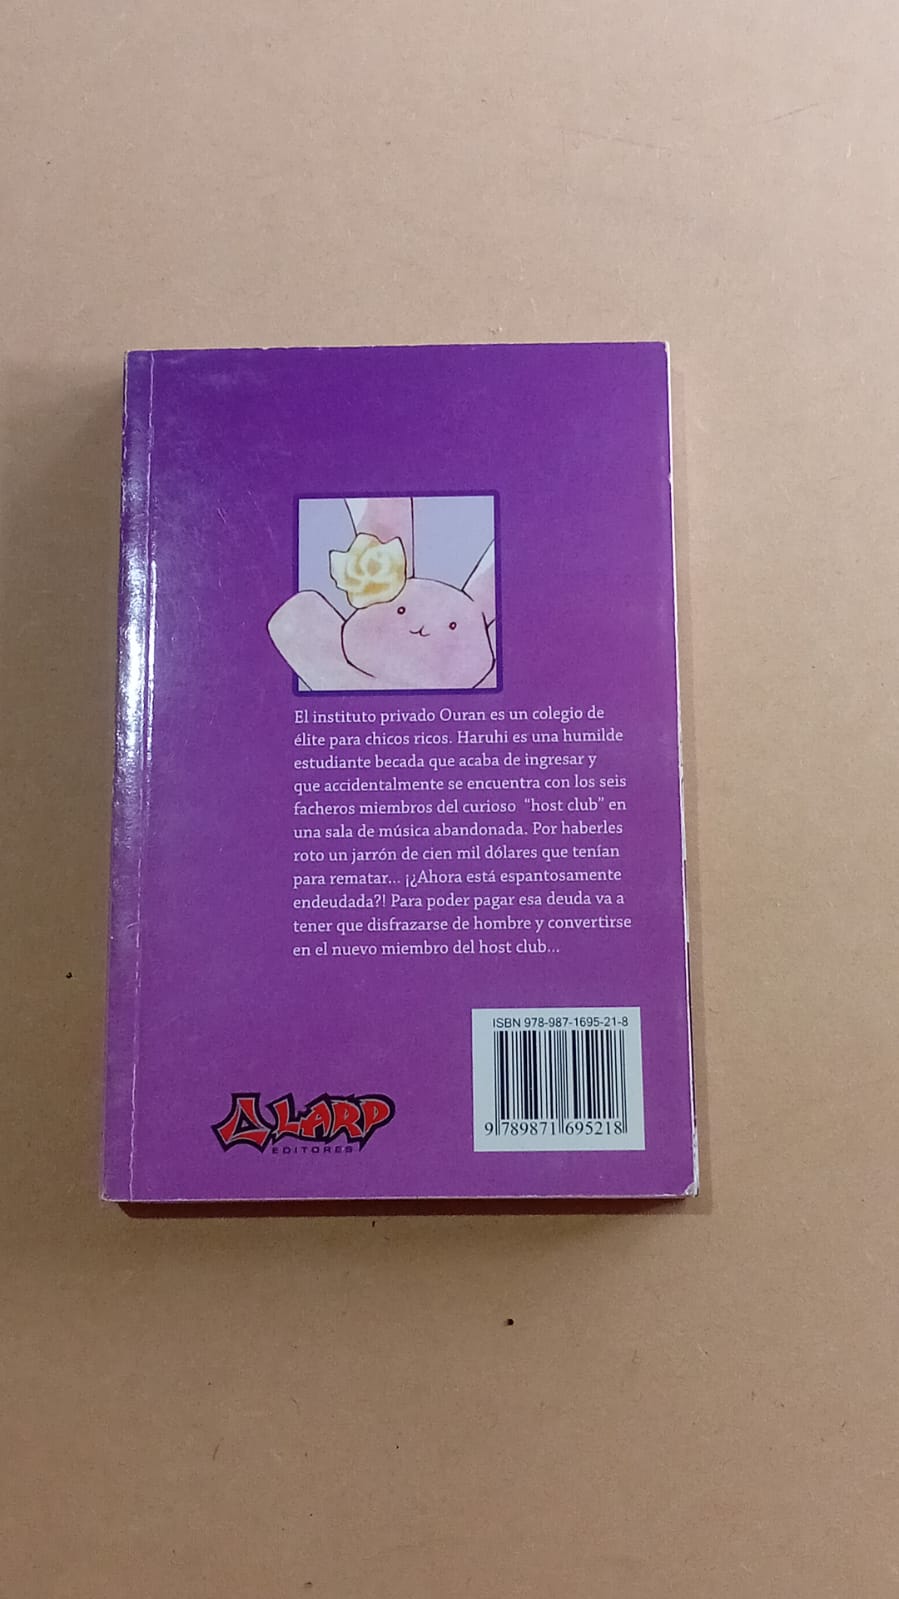 El instituto privado Ouran es un colegio de
élite para chicos ricos. Haruhi es una humilde
estudiante becada que acaba de ingresar y
que accidentalmente se encuentra con los seis
facheros miembros del curioso “host club” en
una sala de música abandonada. Por haberles
roto un jarrón de cien mil dólares que tenían
para rematar... ¡¿Ahora está espantosamente
endeudada?! Para poder pagar esa deuda va a
tener que disfrazarse de hombre y convertirse
en el nuevo miembro del host club...
ISBN 978-987-1695-21-8
9 789871 695218
LARP
EDITORES